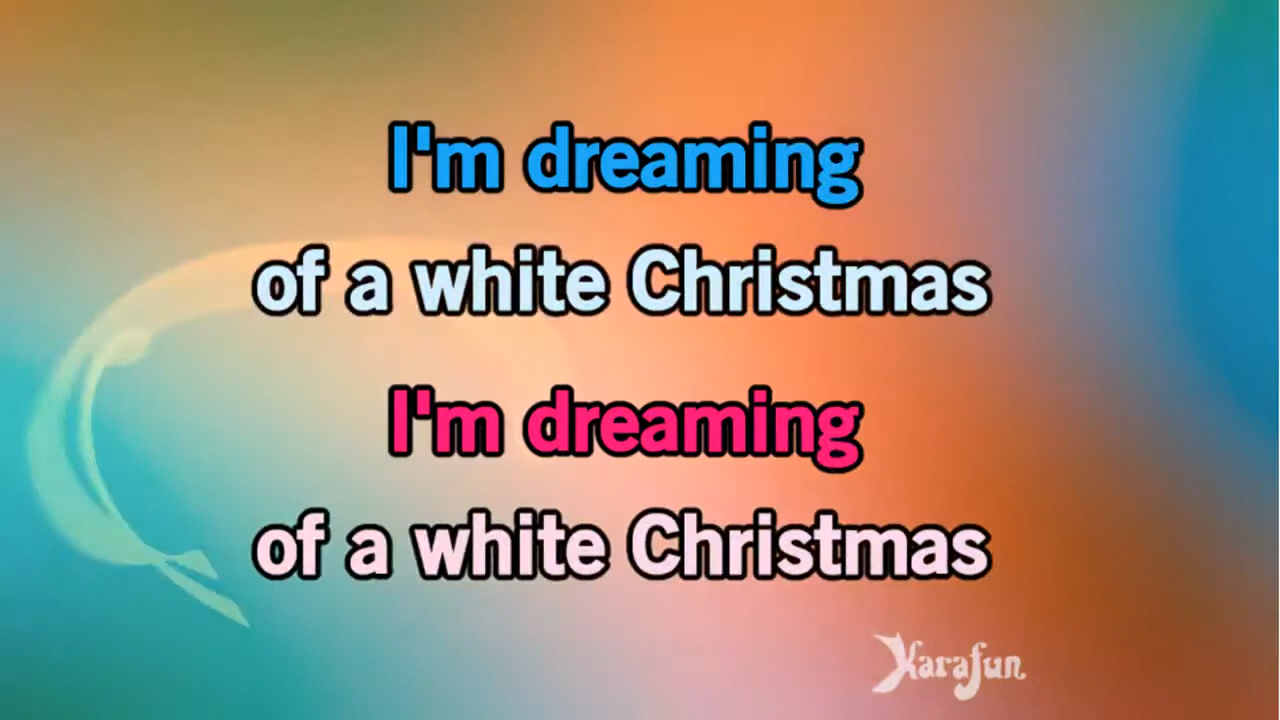 I'm dreaming
of a white Christmas
I'm dreaming
of a white Christmas
Karafun